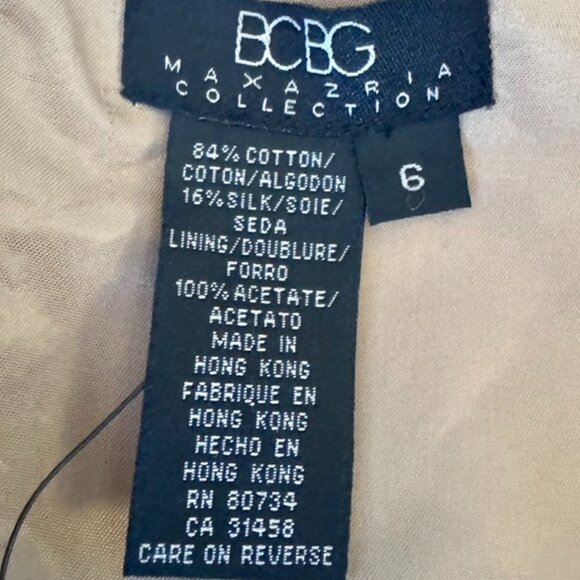 BCBG
MAXAZRIA
COLLECTION
6
84% COTTON/
COTON/ALGODON
16% SILK/SOIE/
SEDA
LINING/DOUBLURE/
FORRO
100% ACETATE/
ACETATO
MADE IN
HONG KONG
FABRIQUE EN
HONG KONG
HECHO EN
HONG KONG
RN 80734
CA 31458
CARE ON REVERSE